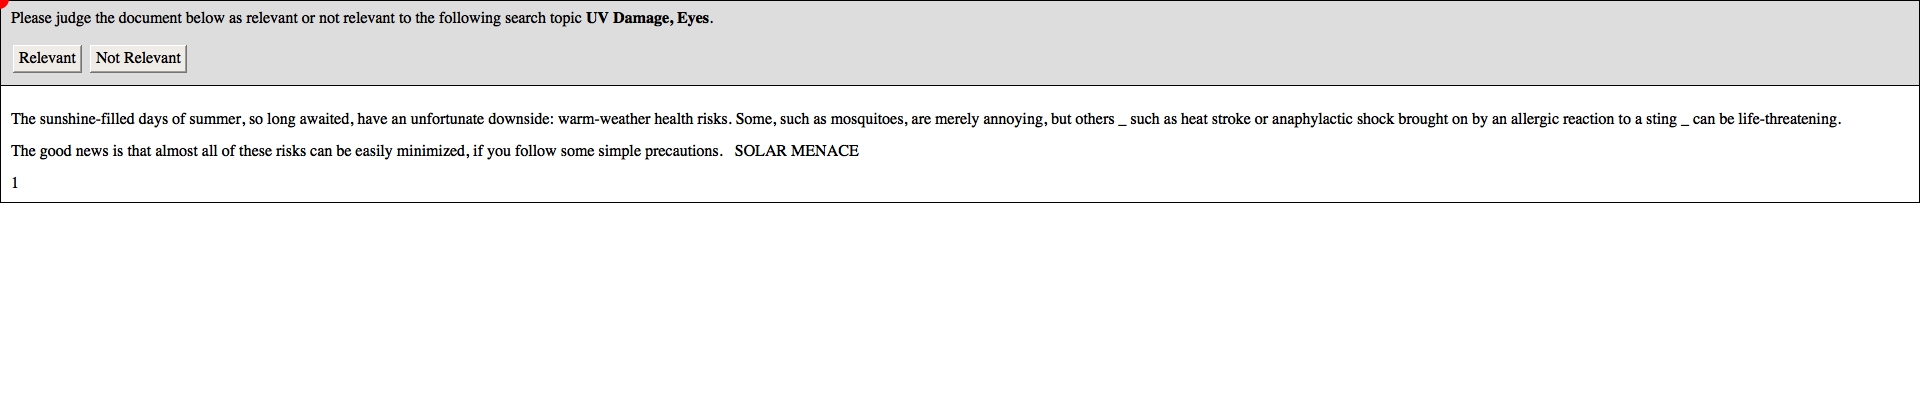 Please judge the document below as relevant or not relevant to the following search topic UV Damage, Eyes.
Relevant Not Relevant
The sunshine-filled days of summer, so long awaited, have an unfortunate downside: warm-weather health risks. Some, such as mosquitoes, are merely annoying, but others _ such as heat stroke or anaphylactic shock brought on by an allergic reaction to a sting _ can be life-threatening.
The good news is that almost all of these risks can be easily minimized, if you follow some simple precautions. SOLAR MENACE
1